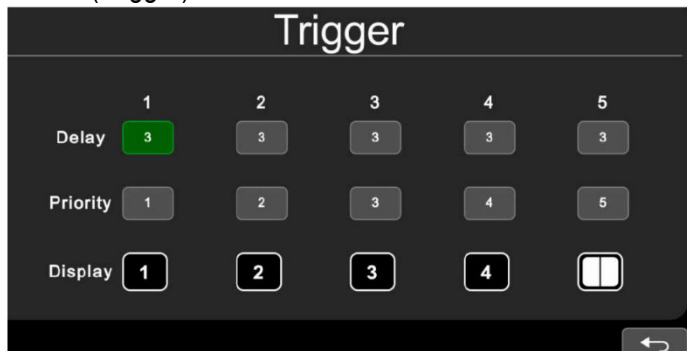 Trigger
1 2 3 4 5
Delay 3 3 3 3 3
Priority 1 2 3 4 5
Display 1 2 3 4